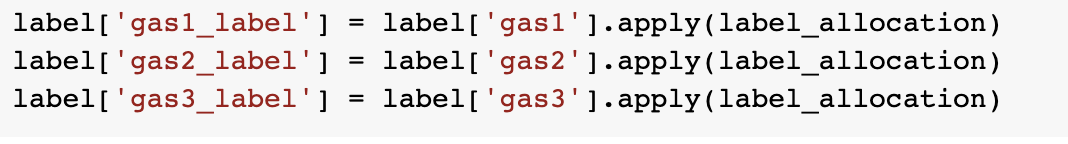 label['gas1_label'] = label['gas1'].apply(label_allocation)
label['gas2_label'] = label['gas2'].apply(label_allocation)
label['gas3_label'] = label['gas3'].apply(label_allocation)